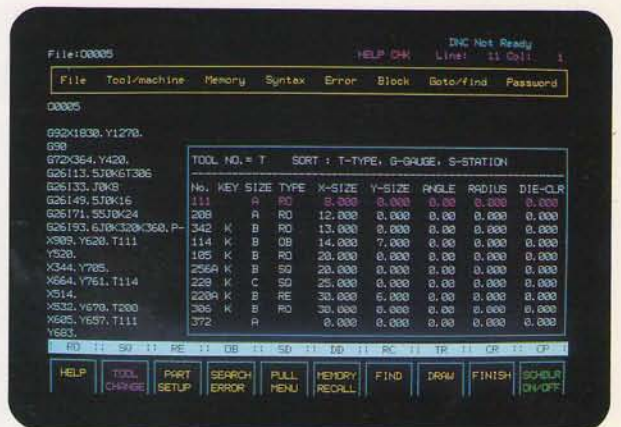 DNC Not Ready
File:O0005 HELP CHK Line: 11 Col: 1
File Tool/machine Memory Syntax Error Block Goto/find Password
O0005
G92X1830.Y1270.
G90
G72X364.Y420.
G26I13.5J0K6T306
G26I33.J0K8
G26I49.5J0K16
G26I71.55J0K24
G26I93.6J0K320K360.P-
X909.Y620.T111
Y520.
X344.Y705.
X664.Y761.T114
X514.
X532.Y670.T200
X605.Y657.T111
Y683.
TOOL NO.= T SORT : T-TYPE, G-GAUGE, S-STATION
No. KEY SIZE TYPE X-SIZE Y-SIZE ANGLE RADIUS DIE-CLR
111 A RO 8.000 0.000 0.00 0.000 0.000
208 A RO 12.000 0.000 0.00 0.000 0.000
342 K B RO 13.000 0.000 0.00 0.000 0.000
114 K B OB 14.000 7.000 0.00 0.000 0.000
105 K B RO 20.000 0.000 0.00 0.000 0.000
256A K B SQ 20.000 0.000 0.00 0.000 0.000
229 K C SQ 25.000 0.000 0.00 0.000 0.000
220A K B RE 30.000 6.000 0.00 0.000 0.000
306 K B RO 30.000 0.000 0.00 0.000 0.000
372 A 0.000 0.000 0.00 0.000 0.000
RO :: SQ :: RE :: OB :: SD :: DD :: RC :: TR :: CR :: CP
HELP TOOL CHANGE PART SETUP SEARCH ERROR PULL MENU MEMORY RECALL FIND DRAW FINISH SCHDLR ON/OFF